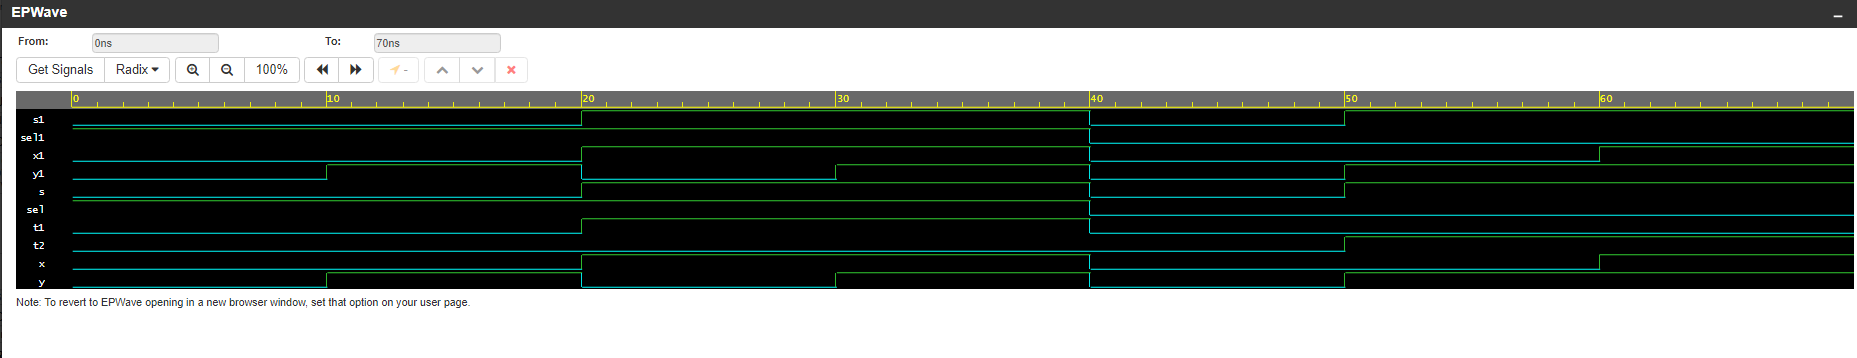 EPWave
From: 0ns To: 70ns
Get Signals Radix 100% -
0 10 20 30 40 50 60
s1
sel1
x1
y1
s
sel
t1
t2
x
y
Note: To revert to EPWave opening in a new browser window, set that option on your user page.